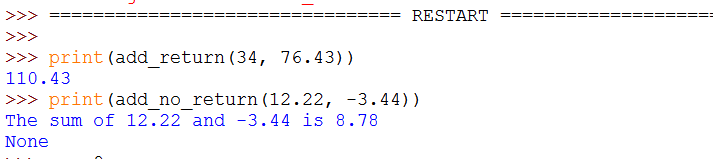 >>> ================================ RESTART ======================
>>>
>>> print(add_return(34, 76.43))
110.43
>>> print(add_no_return(12.22, -3.44))
The sum of 12.22 and -3.44 is 8.78
None